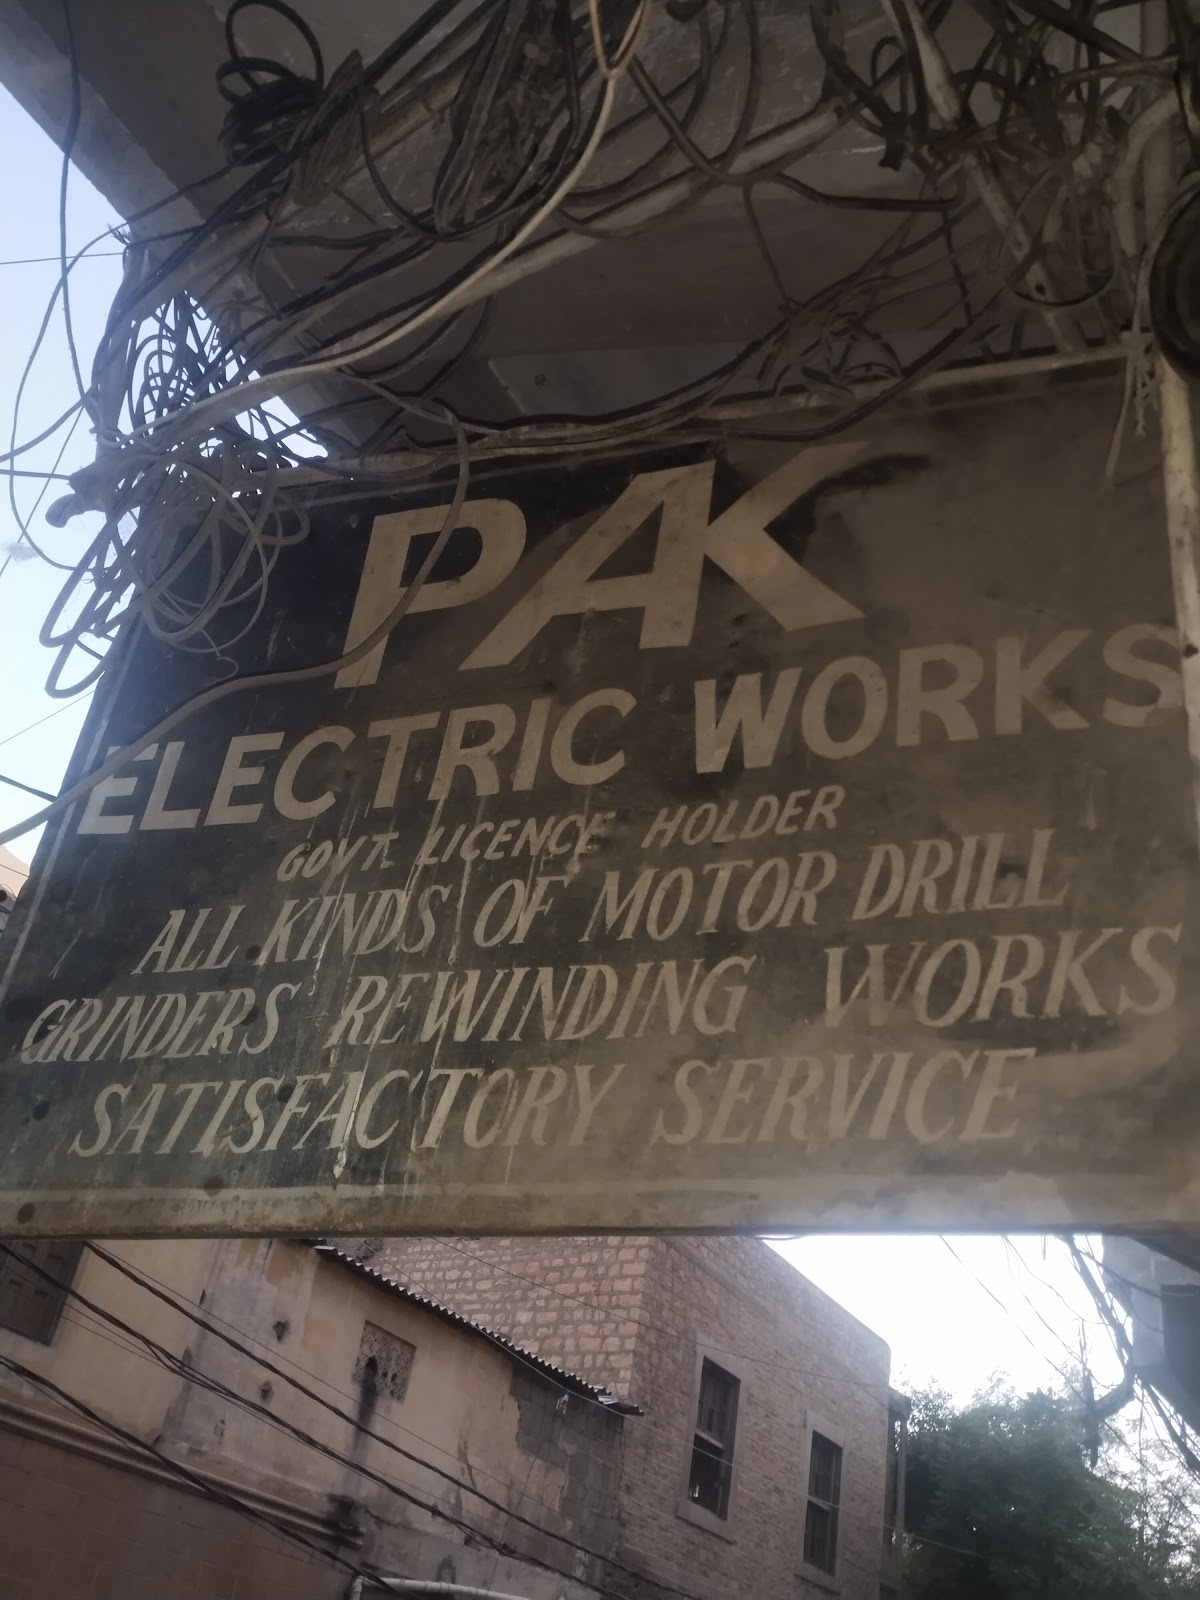 PAK
ELECTRIC WORKS
GOVT. LICENCE HOLDER
ALL KINDS OF MOTOR DRILL
GRINDERS REWINDING WORKS
SATISFACTORY SERVICE